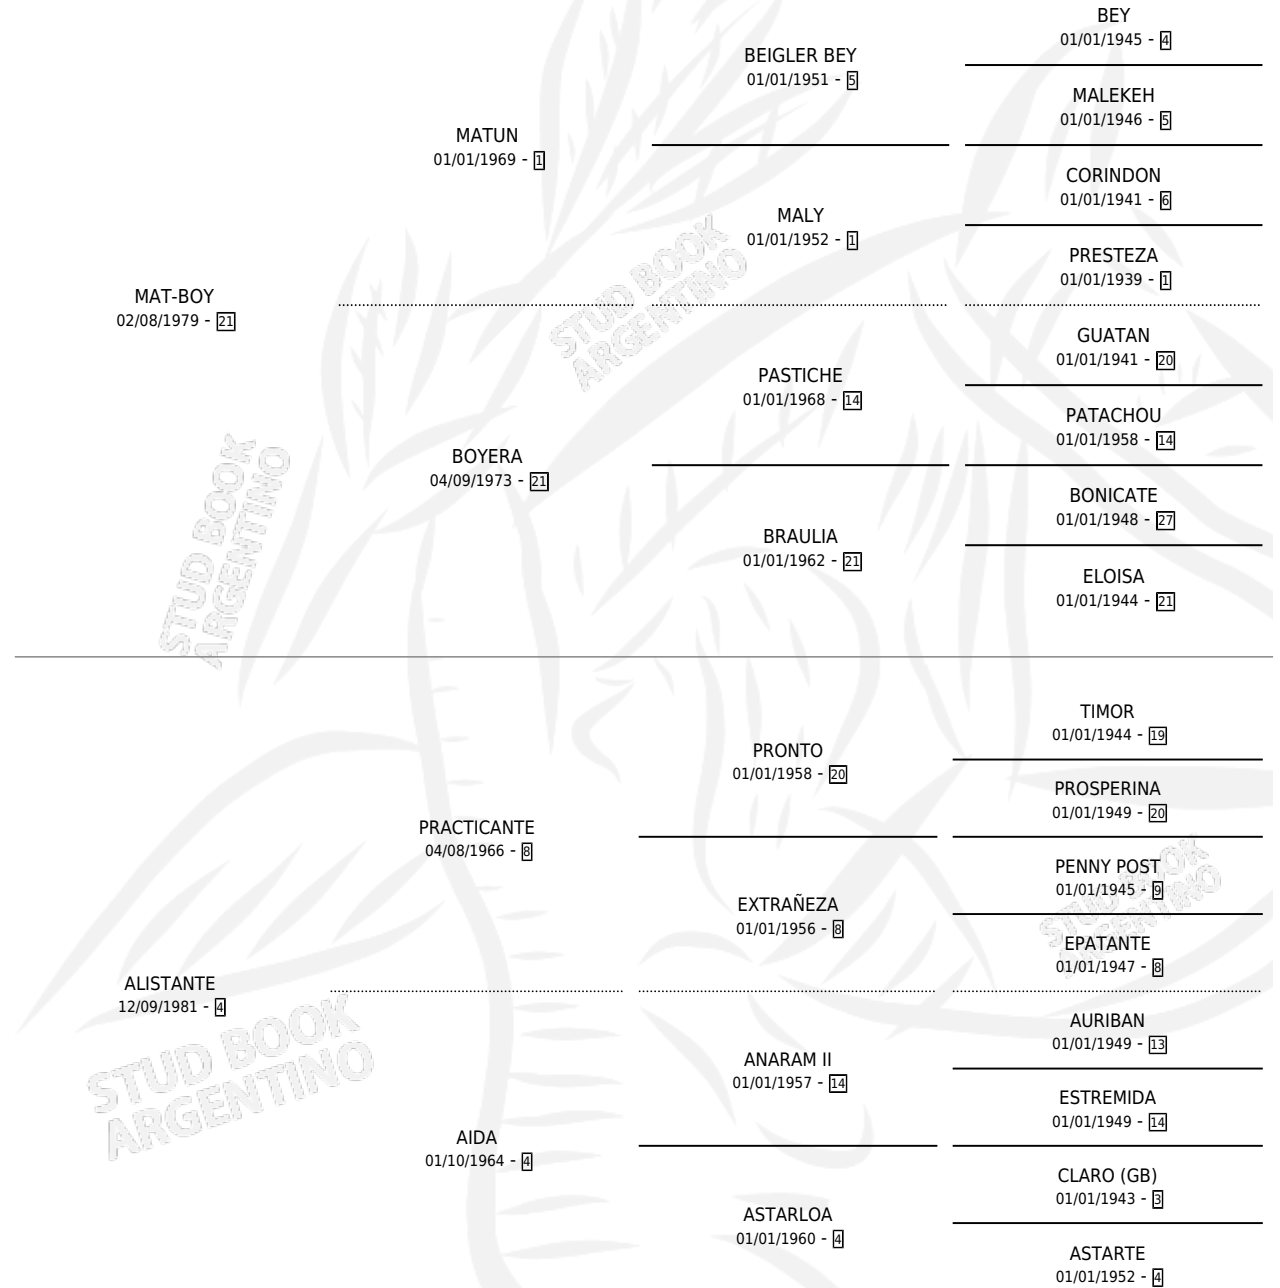 BEY
01/01/1945 - 4
BEIGLER BEY
01/01/1951 - 5
MALEKEH
01/01/1946 - 5
MATUN
01/01/1969 - 1
CORINDON
01/01/1941 - 6
MALY
01/01/1952 - 1
PRESTEZA
01/01/1939 - 1
MAT-BOY
02/08/1979 - 21
GUATAN
01/01/1941 - 20
PASTICHE
01/01/1968 - 14
PATACHOU
01/01/1958 - 14
BOYERA
04/09/1973 - 21
BONICATE
01/01/1948 - 27
BRAULIA
01/01/1962 - 21
ELOISA
01/01/1944 - 21
TIMOR
01/01/1944 - 19
PRONTO
01/01/1958 - 20
PROSPERINA
01/01/1949 - 20
PRACTICANTE
04/08/1966 - 8
PENNY POST
01/01/1945 - 9
EXTRAÑEZA
01/01/1956 - 8
EPATANTE
01/01/1947 - 8
ALISTANTE
12/09/1981 - 4
AURIBAN
01/01/1949 - 13
ANARAM II
01/01/1957 - 14
ESTREMIDA
01/01/1949 - 14
AIDA
01/10/1964 - 4
CLARO (GB)
01/01/1943 - 3
ASTARLOA
01/01/1960 - 4
ASTARTE
01/01/1952 - 4
STUD BOOK
ARGENTINO
STUD BOOK
ARGENTINO
STUD BOOK
ARGENTINO
STUD BOOK
ARGENTINO